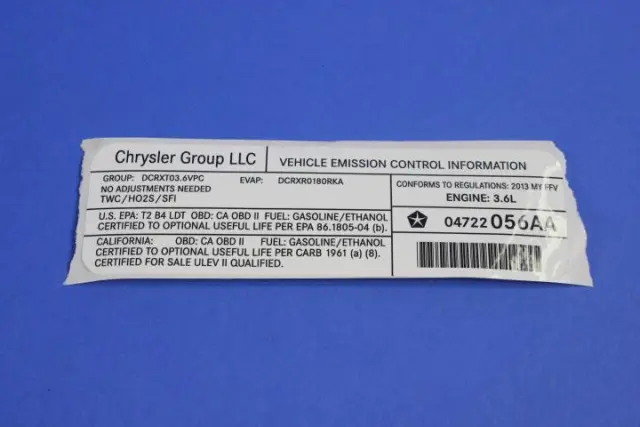 Chrysler Group LLC
VEHICLE EMISSION CONTROL INFORMATION
GROUP: DCRXT03.6VPC EVAP: DCRXR0180RKA
NO ADJUSTMENTS NEEDED
TWC/HO2S/SFI
CONFORMS TO REGULATIONS: 2013 MY FFV
ENGINE: 3.6L
U.S. EPA: T2 B4 LDT OBD: CA OBD II FUEL: GASOLINE/ETHANOL
CERTIFIED TO OPTIONAL USEFUL LIFE PER EPA 86.1805-04 (b).
04722 056AA
CALIFORNIA: OBD: CA OBD II FUEL: GASOLINE/ETHANOL
CERTIFIED TO OPTIONAL USEFUL LIFE PER CARB 1961 (a) (8).
CERTIFIED FOR SALE ULEV II QUALIFIED.